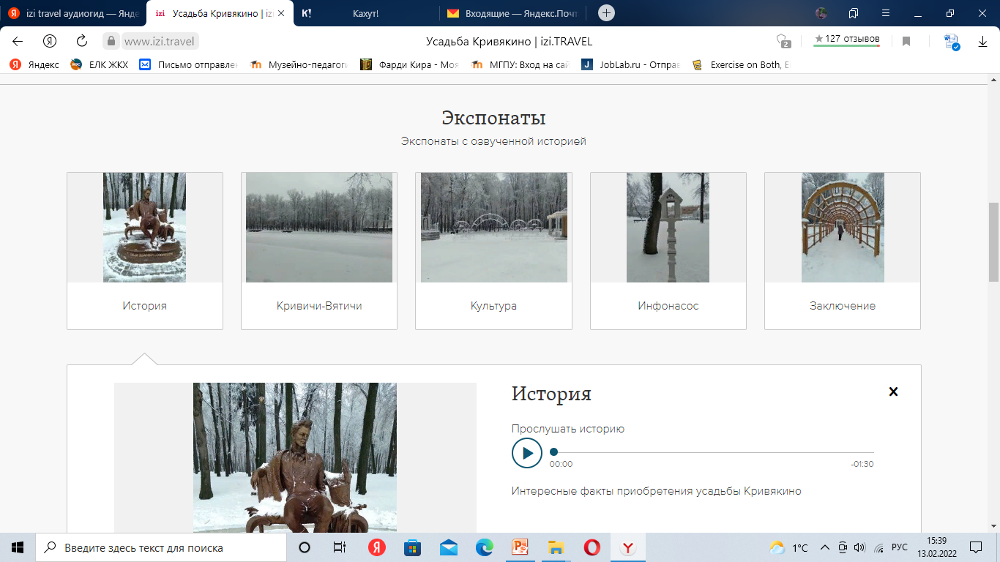 izi travel аудиогид — Янде
izi Усадьба Кривякино | izi
K! Кахут!
Входящие — Яндекс.Почт
www.izi.travel
Усадьба Кривякино | izi.TRAVEL
2
★ 127 отзывов
Яндекс
ЕЛК ЖКХ
Письмо отправлен
Музейно-педагоги
Фарди Кира - Моя
МГПУ: Вход на сай
JobLab.ru - Отправ
Exercise on Both, E
Экспонаты
Экспонаты с озвученной историей
История
Кривичи-Вятичи
Культура
Инфонасос
Заключение
История
Прослушать историю
00:00
-01:30
Интересные факты приобретения усадьбы Кривякино
Введите здесь текст для поиска
1°C
РУС
15:39
13.02.2022